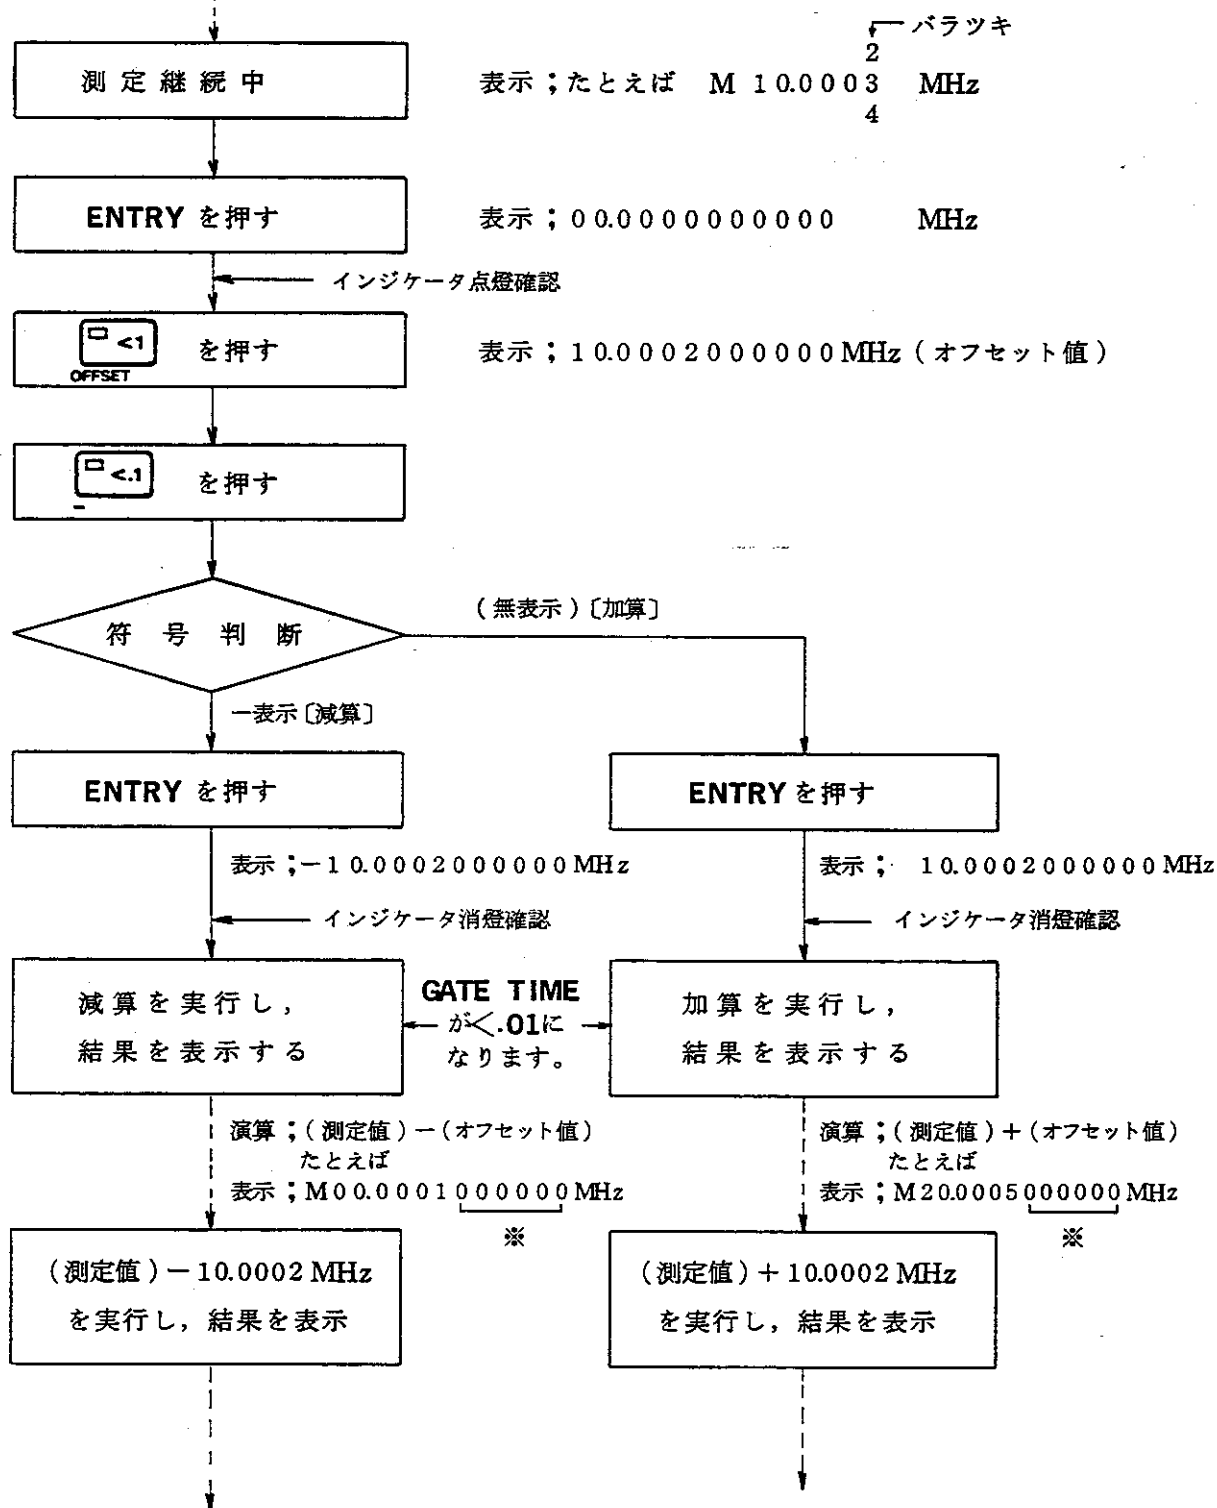 バラツキ
2
測定継続中 表示；たとえば M 10.0003 MHz
4
ENTRY を押す 表示；00.0000000000 MHz
インジケータ点燈確認
<1 を押す 表示；10.0002000000MHz（オフセット値）
OFFSET
<.1 を押す
−
（無表示）〔加算〕
符号判断
−表示〔減算〕
ENTRY を押す ENTRY を押す
表示；−10.0002000000MHz 表示； 10.0002000000MHz
インジケータ消燈確認 インジケータ消燈確認
減算を実行し， GATE TIME 加算を実行し，
が<.01に
結果を表示する なります。 結果を表示する
演算；（測定値）−（オフセット値） 演算；（測定値）+（オフセット値）
たとえば たとえば
表示；M00.0001000000MHz 表示；M20.0005000000MHz
※ ※
（測定値）−10.0002 MHz （測定値）+10.0002 MHz
を実行し，結果を表示 を実行し，結果を表示